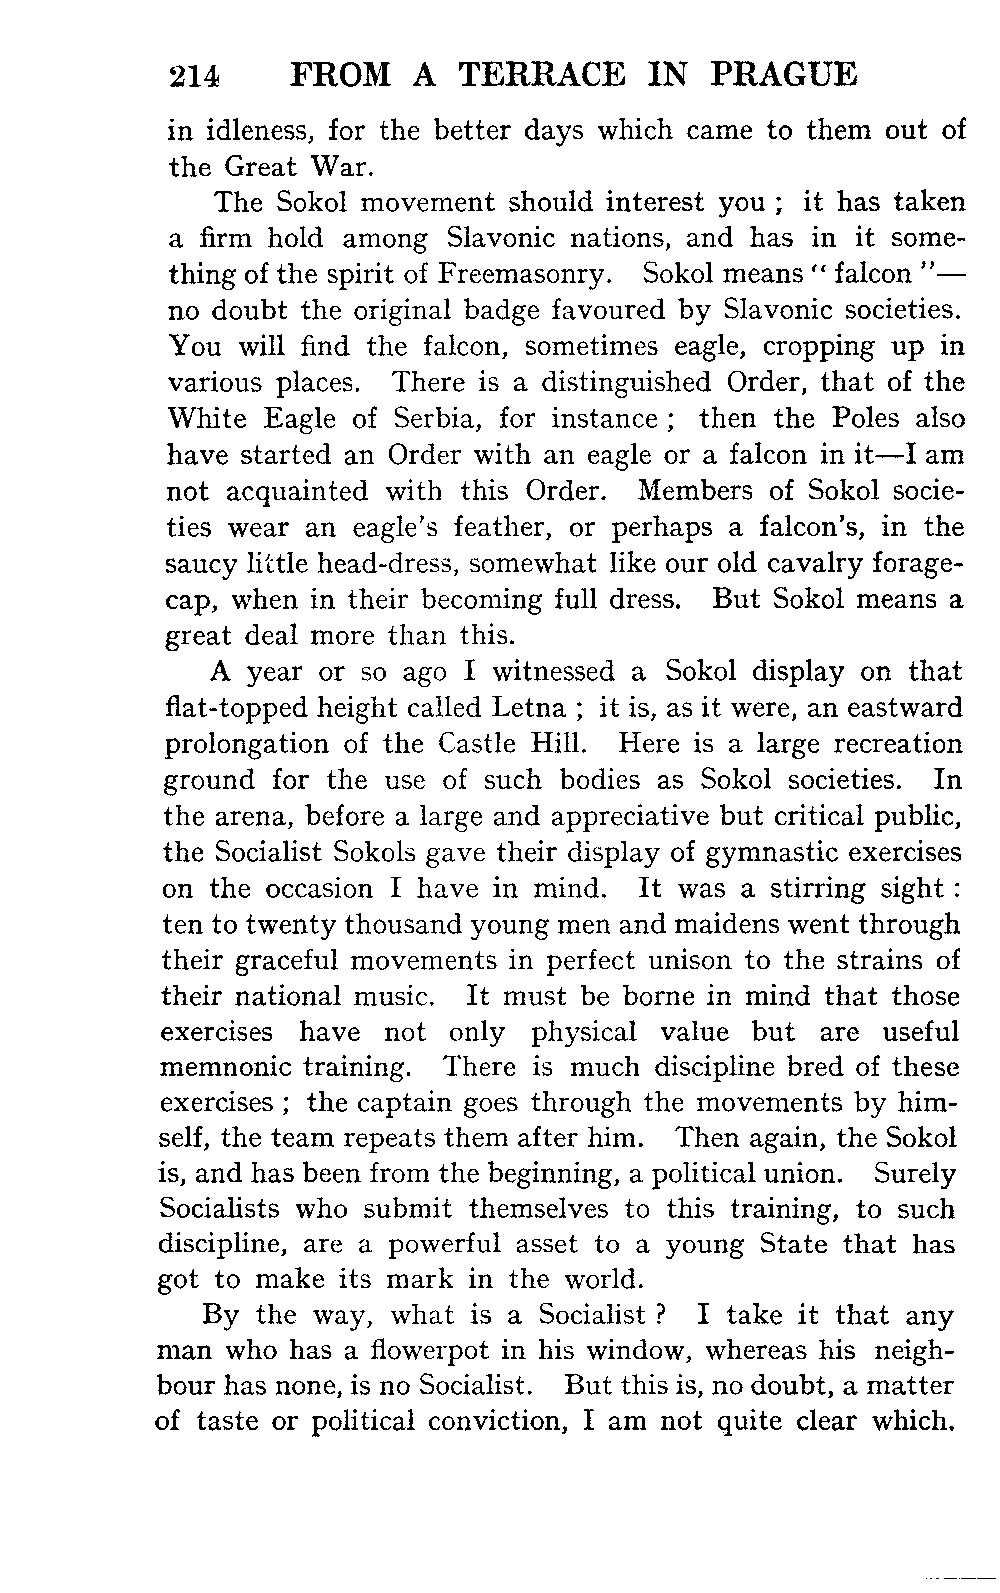 214 FROM A TERRACE IN PRAGUE
in idleness, for the better days which came to them out of
the Great War.
The Sokol movement should interest you ; it has taken
a firm hold among Slavonic nations, and has in it some-
thing of the spirit of Freemasonry. Sokol means “ falcon ”—
no doubt the original badge favoured by Slavonic societies.
You will find the falcon, sometimes eagle, cropping up in
various places. There is a distinguished Order, that of the
White Eagle of Serbia, for instance ; then the Poles also
have started an Order with an eagle or a falcon in it—I am
not acquainted with this Order. Members of Sokol socie-
ties wear an eagle's feather, or perhaps a falcon's, in the
saucy little head-dress, somewhat like our old cavalry forage-
cap, when in their becoming full dress. But Sokol means a
great deal more than this.
A year or so ago I witnessed a Sokol display on that
flat-topped height called Letna ; it is, as it were, an eastward
prolongation of the Castle Hill. Here is a large recreation
ground for the use of such bodies as Sokol societies. In
the arena, before a large and appreciative but critical public,
the Socialist Sokols gave their display of gymnastic exercises
on the occasion I have in mind. It was a stirring sight :
ten to twenty thousand young men and maidens went through
their graceful movements in perfect unison to the strains of
their national music. It must be borne in mind that those
exercises have not only physical value but are useful
memnonic training. There is much discipline bred of these
exercises ; the captain goes through the movements by him-
self, the team repeats them after him. Then again, the Sokol
is, and has been from the beginning, a political union. Surely
Socialists who submit themselves to this training, to such
discipline, are a powerful asset to a young State that has
got to make its mark in the world.
By the way, what is a Socialist ? I take it that any
man who has a flowerpot in his window, whereas his neigh-
bour has none, is no Socialist. But this is, no doubt, a matter
of taste or political conviction, I am not quite clear which.